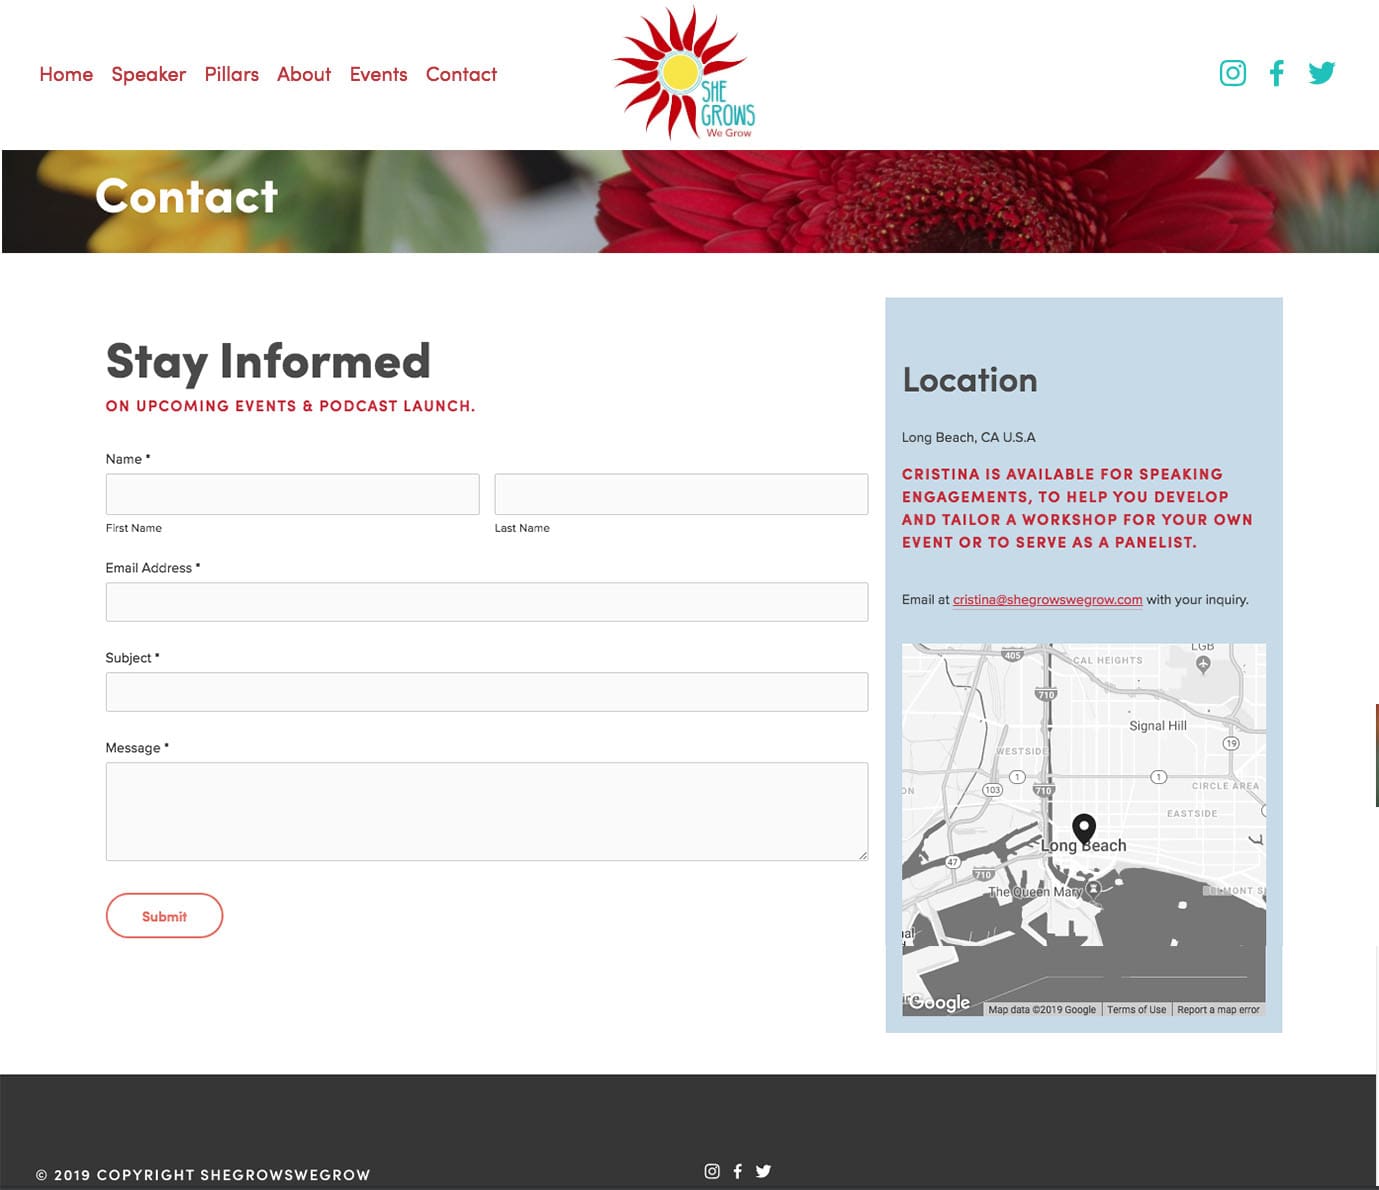 Home Speaker Pillars About Events Contact
SHE
GROWS
We Grow
Contact
Stay Informed
ON UPCOMING EVENTS & PODCAST LAUNCH.
Name *
First Name Last Name
Email Address *
Subject *
Message *
Submit
Location
Long Beach, CA U.S.A
CRISTINA IS AVAILABLE FOR SPEAKING
ENGAGEMENTS, TO HELP YOU DEVELOP
AND TAILOR A WORKSHOP FOR YOUR OWN
EVENT OR TO SERVE AS A PANELIST.
Email at cristina@shegrowswegrow.com with your inquiry.
405
CAL HEIGHTS
LGB
710
Signal Hill
19
WESTSIDE
1
1
103
710
CIRCLE AREA
ON
EASTSIDE
Long Beach
47
710
The Queen Mary
BELMONT S
Google
Map data ©2019 Google Terms of Use Report a map error
© 2019 COPYRIGHT SHEGROWSWEGROW